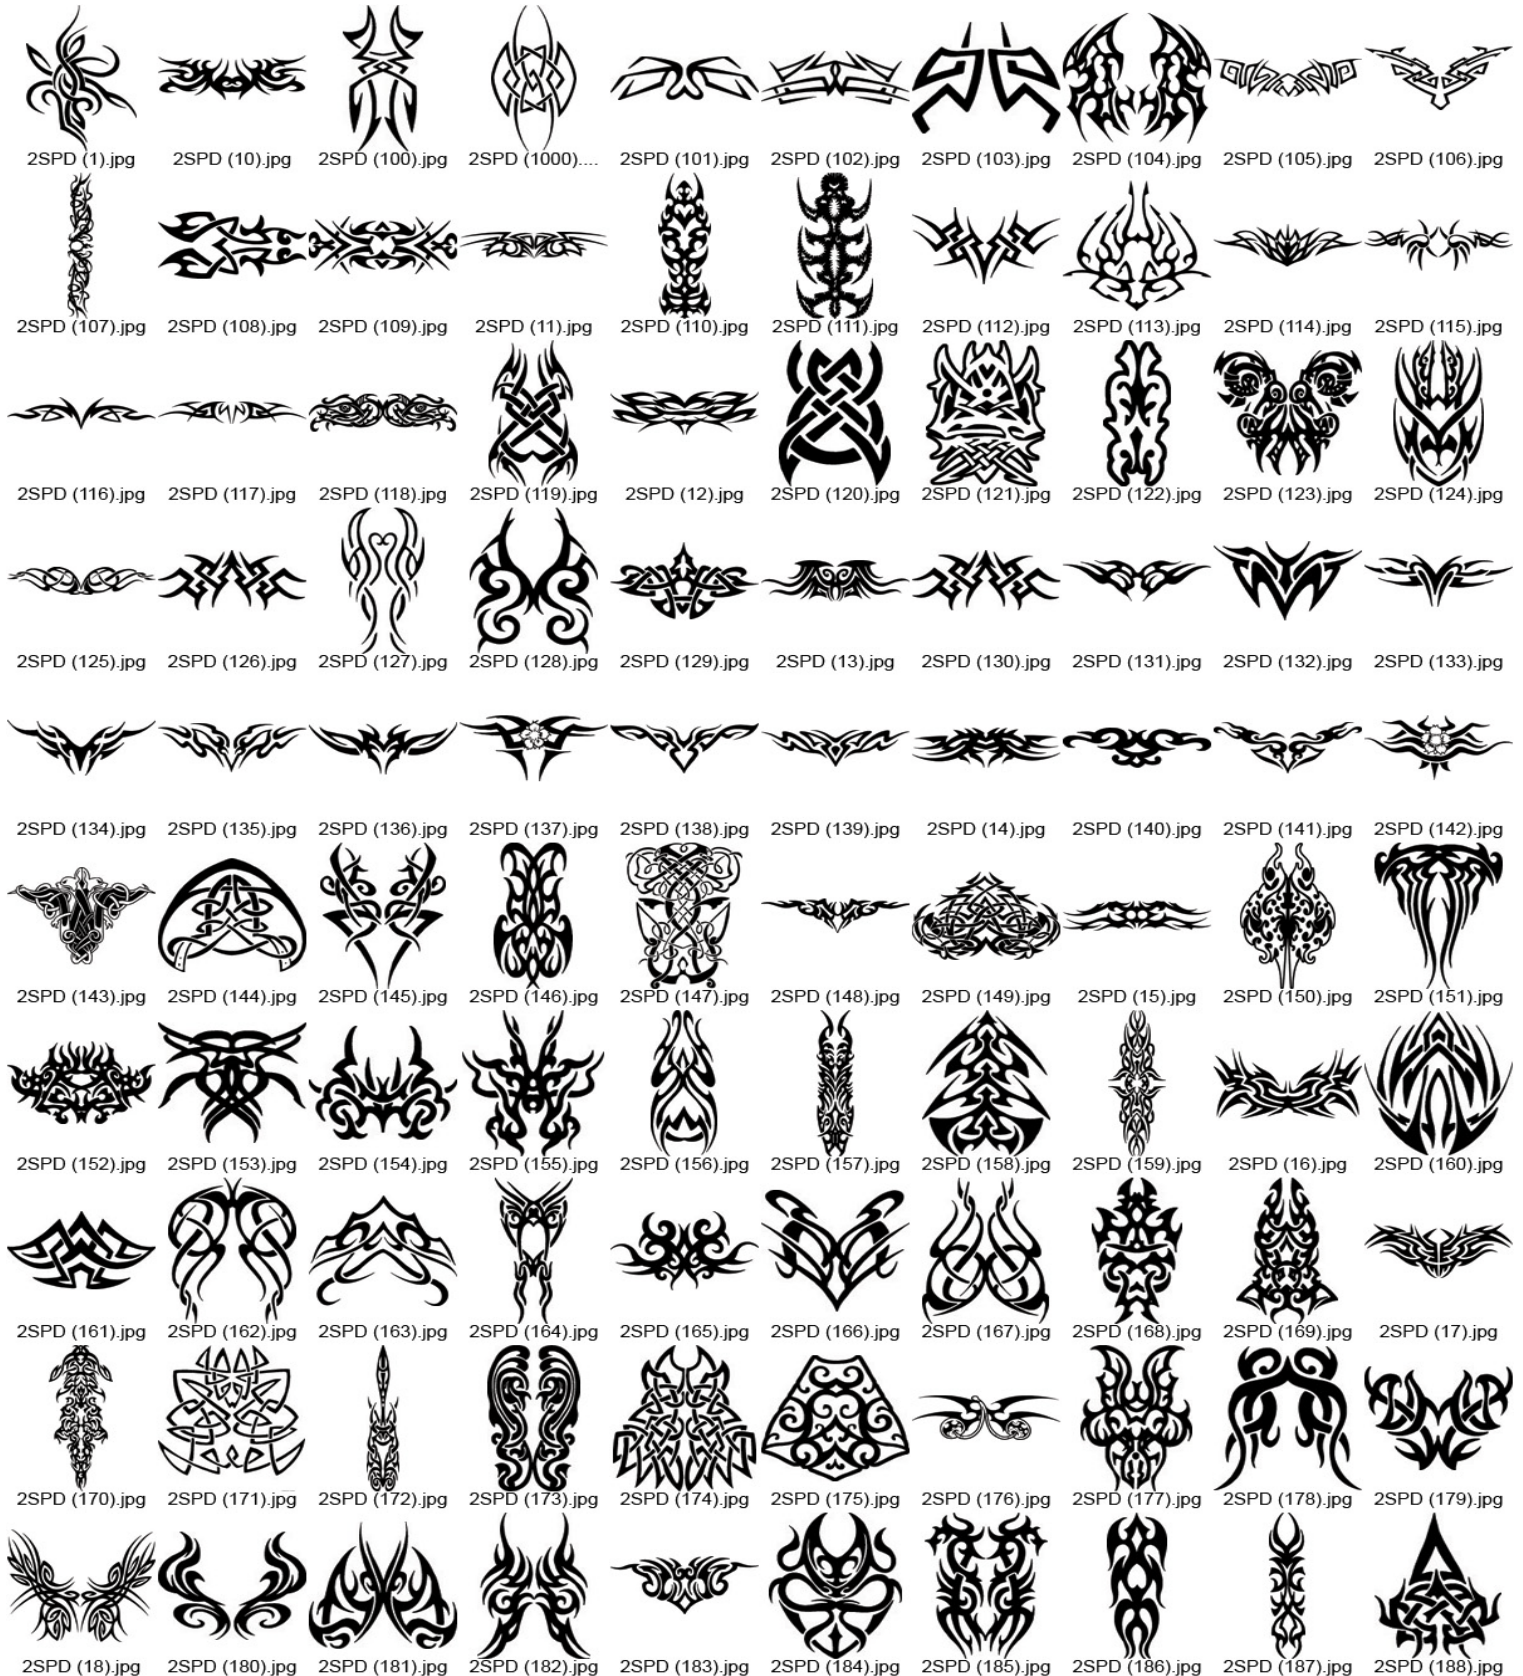 2SPD (1).jpg 2SPD (10).jpg 2SPD (100).jpg 2SPD (1000).... 2SPD (101).jpg 2SPD (102).jpg 2SPD (103).jpg 2SPD (104).jpg 2SPD (105).jpg 2SPD (106).jpg
2SPD (107).jpg 2SPD (108).jpg 2SPD (109).jpg 2SPD (11).jpg 2SPD (110).jpg 2SPD (111).jpg 2SPD (112).jpg 2SPD (113).jpg 2SPD (114).jpg 2SPD (115).jpg
2SPD (116).jpg 2SPD (117).jpg 2SPD (118).jpg 2SPD (119).jpg 2SPD (12).jpg 2SPD (120).jpg 2SPD (121).jpg 2SPD (122).jpg 2SPD (123).jpg 2SPD (124).jpg
2SPD (125).jpg 2SPD (126).jpg 2SPD (127).jpg 2SPD (128).jpg 2SPD (129).jpg 2SPD (13).jpg 2SPD (130).jpg 2SPD (131).jpg 2SPD (132).jpg 2SPD (133).jpg
2SPD (134).jpg 2SPD (135).jpg 2SPD (136).jpg 2SPD (137).jpg 2SPD (138).jpg 2SPD (139).jpg 2SPD (14).jpg 2SPD (140).jpg 2SPD (141).jpg 2SPD (142).jpg
2SPD (143).jpg 2SPD (144).jpg 2SPD (145).jpg 2SPD (146).jpg 2SPD (147).jpg 2SPD (148).jpg 2SPD (149).jpg 2SPD (15).jpg 2SPD (150).jpg 2SPD (151).jpg
2SPD (152).jpg 2SPD (153).jpg 2SPD (154).jpg 2SPD (155).jpg 2SPD (156).jpg 2SPD (157).jpg 2SPD (158).jpg 2SPD (159).jpg 2SPD (16).jpg 2SPD (160).jpg
2SPD (161).jpg 2SPD (162).jpg 2SPD (163).jpg 2SPD (164).jpg 2SPD (165).jpg 2SPD (166).jpg 2SPD (167).jpg 2SPD (168).jpg 2SPD (169).jpg 2SPD (17).jpg
2SPD (170).jpg 2SPD (171).jpg 2SPD (172).jpg 2SPD (173).jpg 2SPD (174).jpg 2SPD (175).jpg 2SPD (176).jpg 2SPD (177).jpg 2SPD (178).jpg 2SPD (179).jpg
2SPD (18).jpg 2SPD (180).jpg 2SPD (181).jpg 2SPD (182).jpg 2SPD (183).jpg 2SPD (184).jpg 2SPD (185).jpg 2SPD (186).jpg 2SPD (187).jpg 2SPD (189).jpg